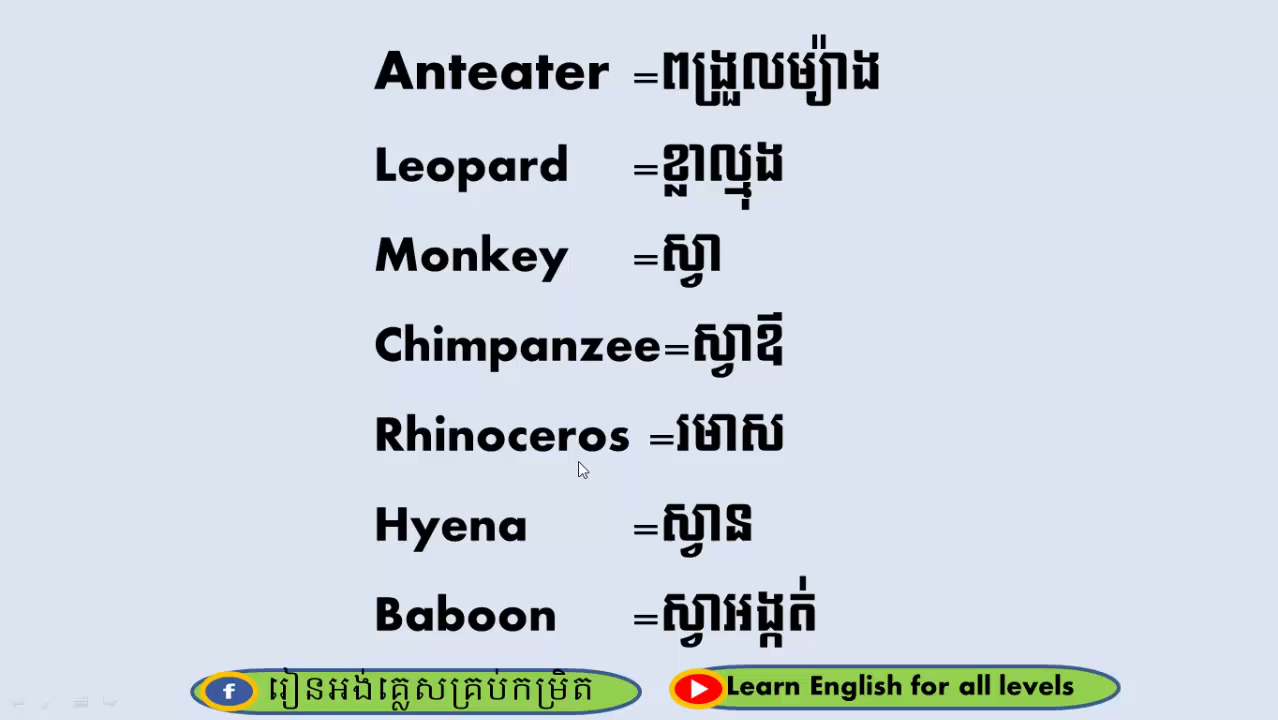 Anteater =ពង្រួលម្យ៉ាង
Leopard =ខ្លាល្មុង
Monkey =ស្វា
Chimpanzee=ស្វាឪ
Rhinoceros =រមាស
Hyena =ស្វាន
Baboon =ស្វាអង្កត់
f រៀនអង់គ្លេសគ្រប់កម្រិត
Learn English for all levels